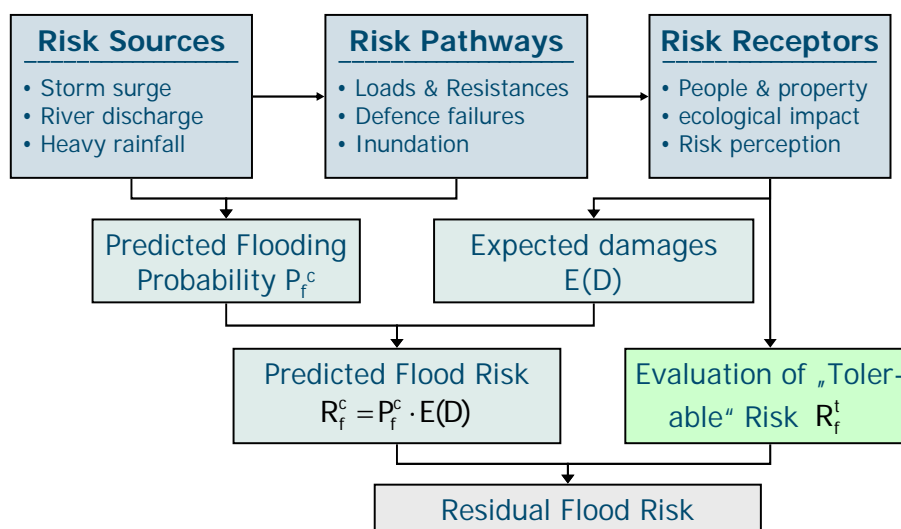 Risk Sources
• Storm surge
• River discharge
• Heavy rainfall
Risk Pathways
• Loads & Resistances
• Defence failures
• Inundation
Risk Receptors
• People & property
• ecological impact
• Risk perception
Predicted Flooding
Probability P_f^c
Expected damages
E(D)
Predicted Flood Risk
R_f^c = P_f^c · E(D)
Evaluation of „Toler-
able“ Risk R_f^t
Residual Flood Risk